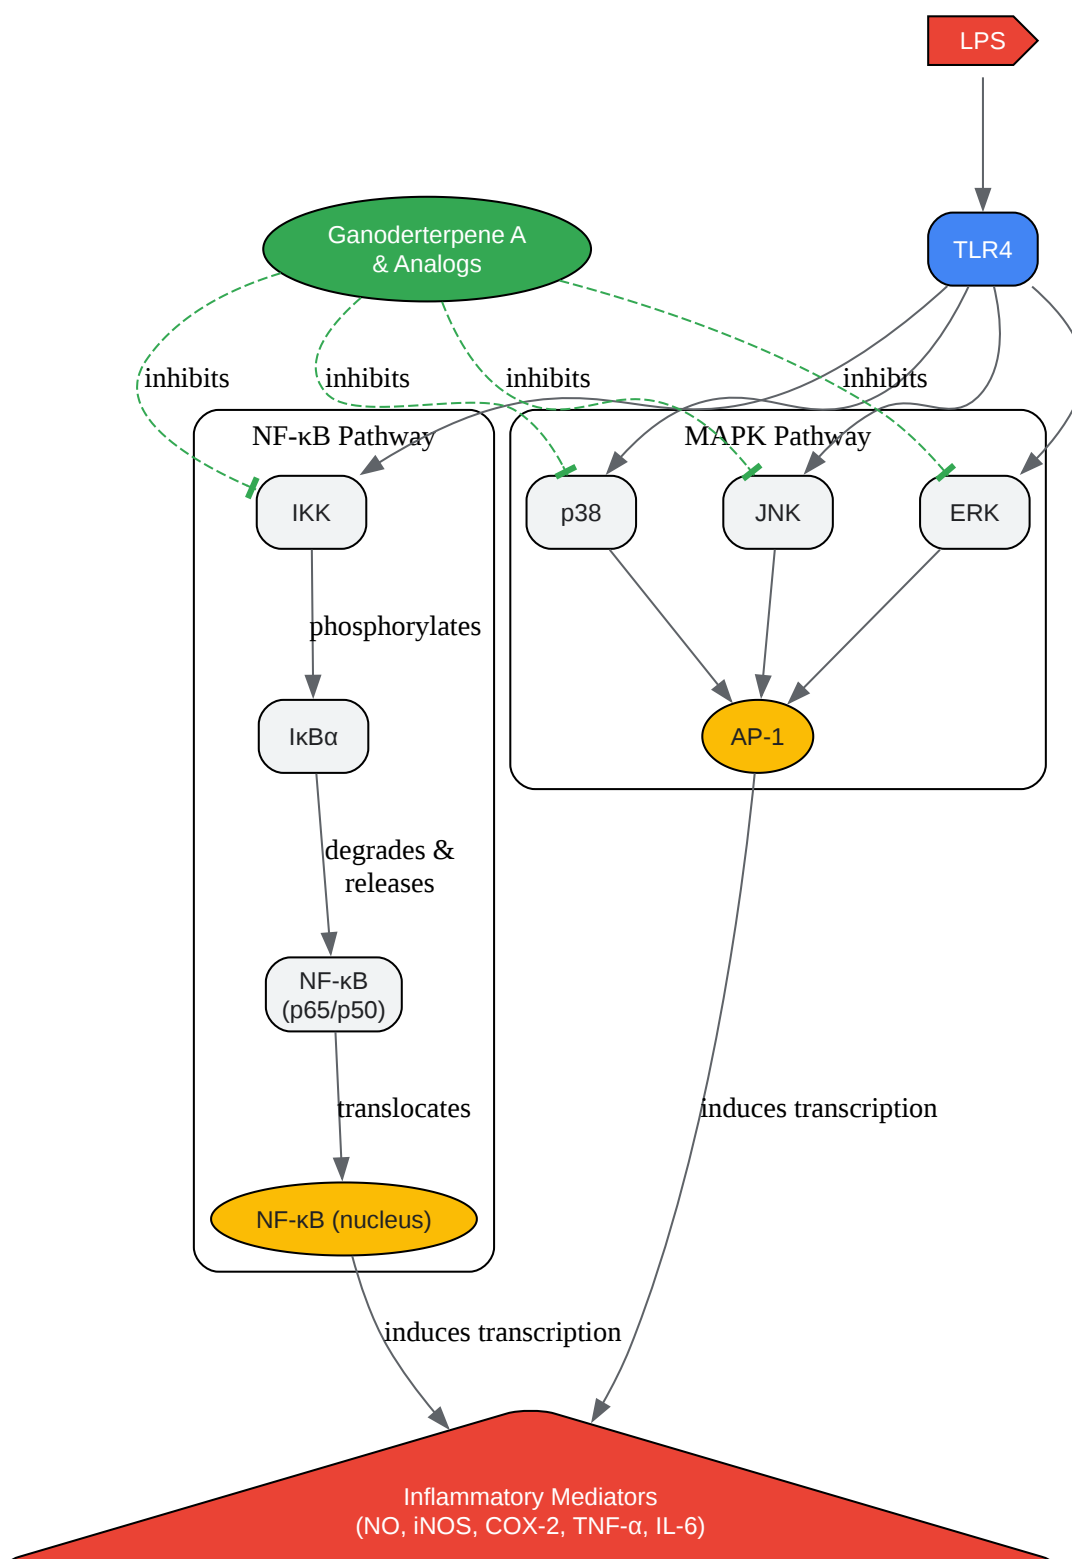 LPS
Ganoderterpene A
& Analogs
TLR4
inhibits
inhibits
inhibits
inhibits
NF-κB Pathway
MAPK Pathway
IKK
p38
JNK
ERK
phosphorylates
IκBα
AP-1
degrades &
releases
NF-κB
(p65/p50)
translocates
induces transcription
NF-κB (nucleus)
induces transcription
Inflammatory Mediators
(NO, iNOS, COX-2, TNF-α, IL-6)